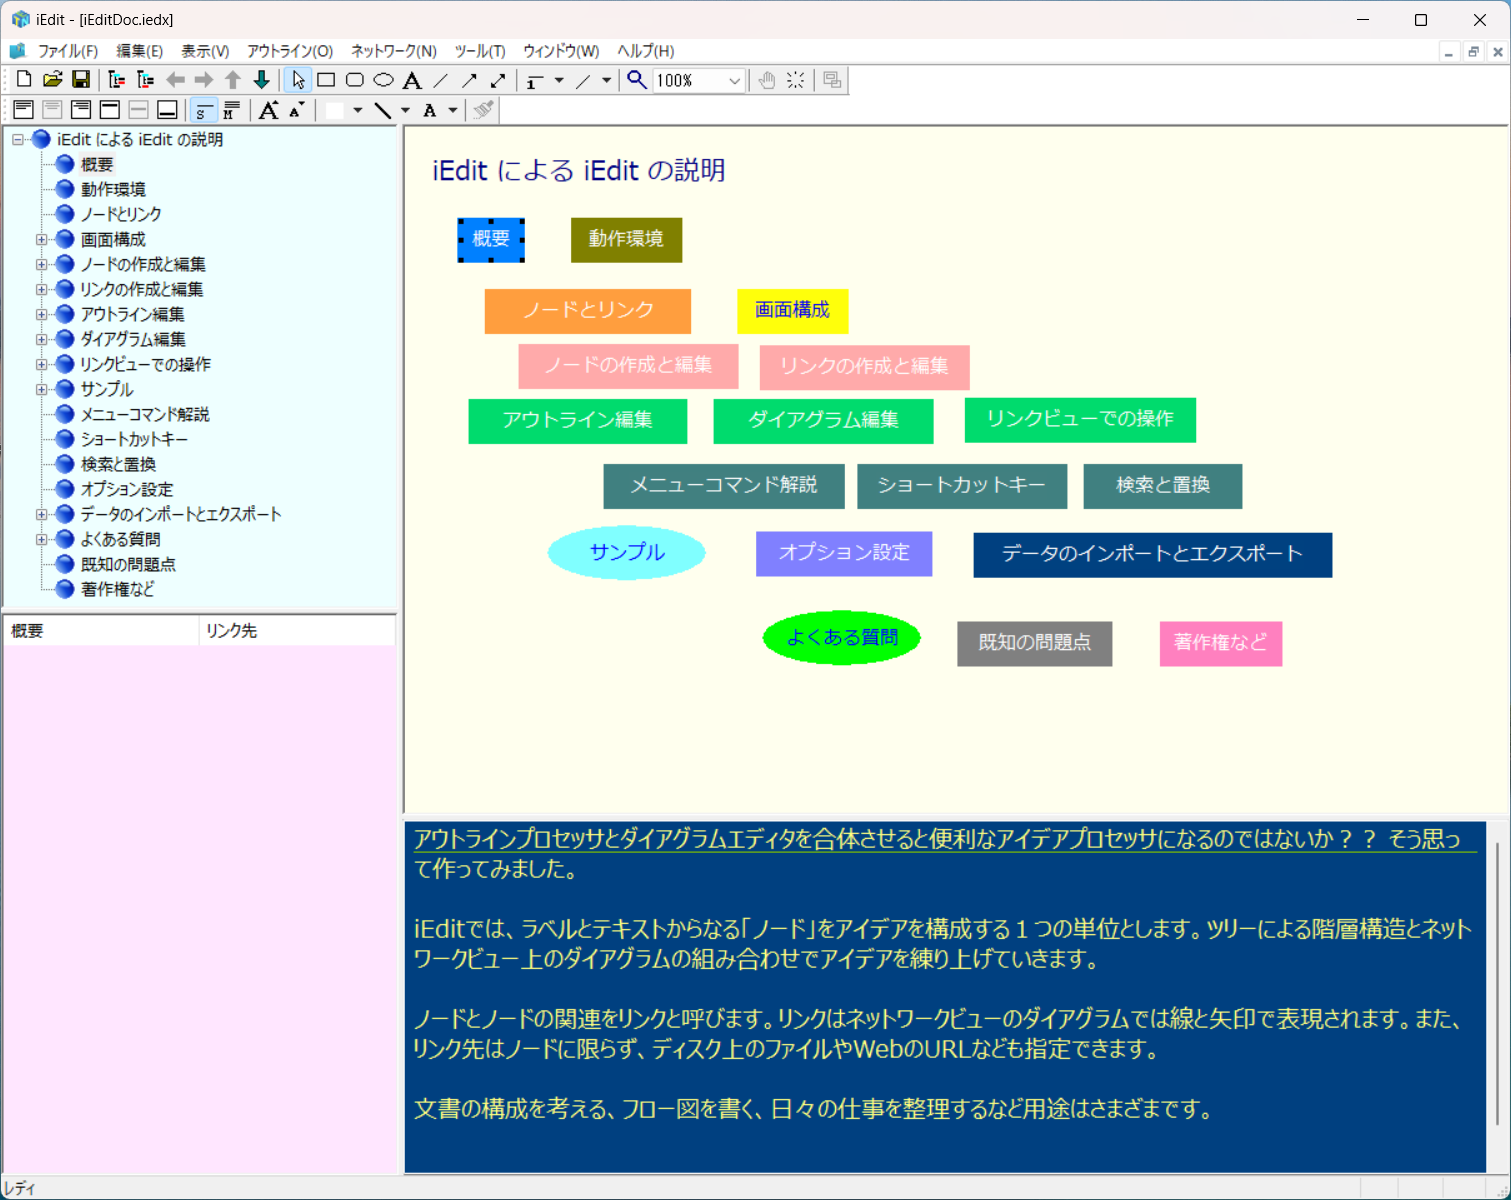 iEdit - [iEditDoc.iedx]
ファイル(F) 編集(E) 表示(V) アウトライン(O) ネットワーク(N) ツール(T) ウィンドウ(W) ヘルプ(H)
100%
iEdit による iEdit の説明
概要
動作環境
ノードとリンク
画面構成
ノードの作成と編集
リンクの作成と編集
アウトライン編集
ダイアグラム編集
リンクビューでの操作
サンプル
メニューコマンド解説
ショートカットキー
検索と置換
オプション設定
データのインポートとエクスポート
よくある質問
既知の問題点
著作権など
概要 リンク先
iEdit による iEdit の説明
概要 動作環境
ノードとリンク 画面構成
ノードの作成と編集 リンクの作成と編集
アウトライン編集 ダイアグラム編集 リンクビューでの操作
メニューコマンド解説 ショートカットキー 検索と置換
サンプル オプション設定 データのインポートとエクスポート
よくある質問 既知の問題点 著作権など
アウトラインプロセッサとダイアグラムエディタを合体させると便利なアイデアプロセッサになるのではないか？？ そう思っ
て作ってみました。
iEditでは、ラベルとテキストからなる「ノード」をアイデアを構成する１つの単位とします。ツリーによる階層構造とネット
ワークビュー上のダイアグラムの組み合わせでアイデアを練り上げていきます。
ノードとノードの関連をリンクと呼びます。リンクはネットワークビューのダイアグラムでは線と矢印で表現されます。また、
リンク先はノードに限らず、ディスク上のファイルやWebのURLなども指定できます。
文書の構成を考える、フロー図を書く、日々の仕事を整理するなど用途はさまざまです。
レディ